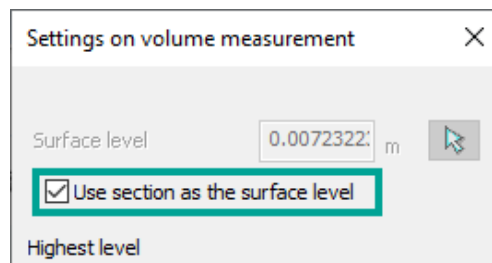 Settings on volume measurement
Surface level 0.0072322 m
Use section as the surface level
Highest level